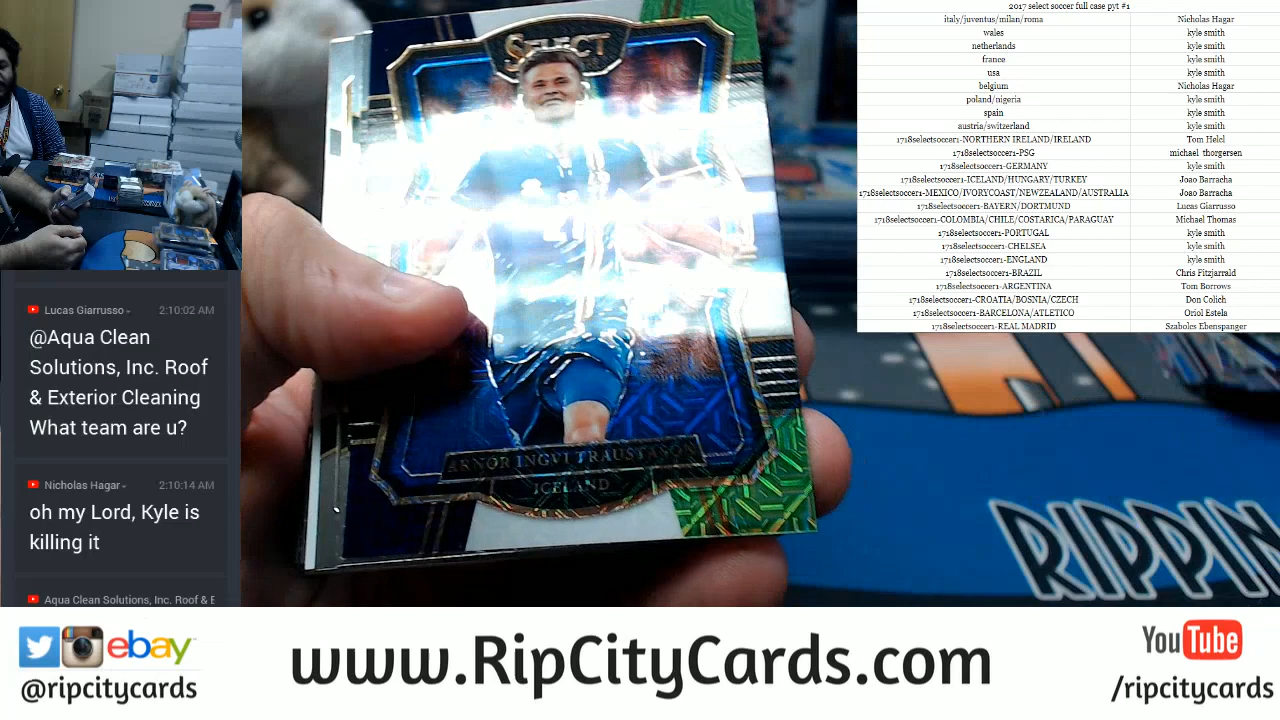 2017 select soccer full case pyt #1
italy/juventus/milan/roma Nicholas Hagar
wales kyle smith
netherlands kyle smith
france kyle smith
usa kyle smith
belgium Nicholas Hagar
poland/nigeria kyle smith
spain kyle smith
austria/switzerland kyle smith
1718selectsoccer1-NORTHERN IRELAND/IRELAND Tom Helel
1718selectsoccer1-PSG michael thorgersen
1718selectsoccer1-GERMANY kyle smith
1718selectsoccer1-ICELAND/HUNGARY/TURKEY Joao Barracha
1718selectsoccer1-MEXICO/IVORYCOAST/NEWZEALAND/AUSTRALIA Joao Barracha
1718selectsoccer1-BAYERN/DORTMUND Lucas Giarrusso
1718selectsoccer1-COLOMBIA/CHILE/COSTARICA/PARAGUAY Michael Thomas
1718selectsoccer1-PORTUGAL kyle smith
1718selectsoccer1-CHELSEA kyle smith
1718selectsoccer1-ENGLAND kyle smith
1718selectsoccer1-BRAZIL Chris Fitzjarrald
1718selectsoccer1-ARGENTINA Tom Borrows
1718selectsoccer1-CROATIA/BOSNIA/CZECH Don Colich
1718selectsoccer1-BARCELONA/ATLETICO Oriol Estela
1718selectsoccer1-REAL MADRID Szabolcs Ebenspanger
SELECT
ARNOR INGVI TRAUSTASON
ICELAND
Lucas Giarrusso 2:10:02 AM
@Aqua Clean
Solutions, Inc. Roof
& Exterior Cleaning
What team are u?
Nicholas Hagar 2:10:14 AM
oh my Lord, Kyle is
killing it
Aqua Clean Solutions, Inc. Roof & E
RIPPIN
ebay
@ripcitycards
www.RipCityCards.com
YouTube
/ripcitycards